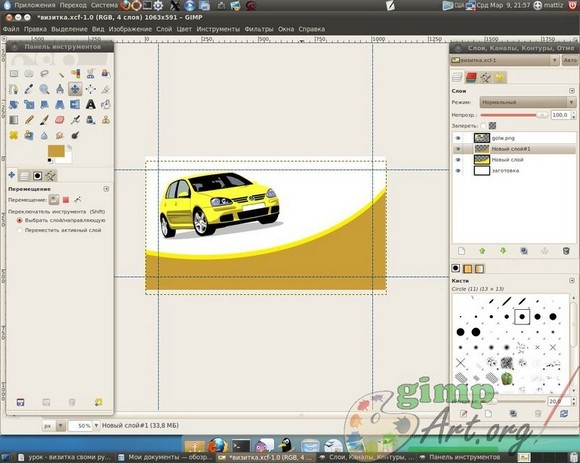 Приложения Переход Система
Срд Мар 9, 21:57 mattiz
*визитка.xcf-1.0 (RGB, 4 слоя) 1063x591 – GIMP
Файл Правка Выделение Вид Изображение Слой Цвет Инструменты Фильтры Окна Справка
Панель инструментов
Перемещение
Перемещение:
Переключатель инструмента (Shift)
Выбрать слой/направляющую
Переместить активный слой
Слои, Каналы, Контуры, Отме
*визитка.xcf-1
Авто
Слои
Режим: Нормальный
Непрозр.: 100,0
Запереть:
golw.png
Новый слой#1
Новый слой
заготовка
Кисти
Circle (11) (13 × 13)
20,0
px 50% Новый слой#1 (33,8 МБ)
gimp
Art.org
урок - визитка своми ру...
Мои документы — обозр...
*визитка.xcf-1.0 (RGB, 4 ...
Слои, Каналы, Контуры, ...
Панель инструментов